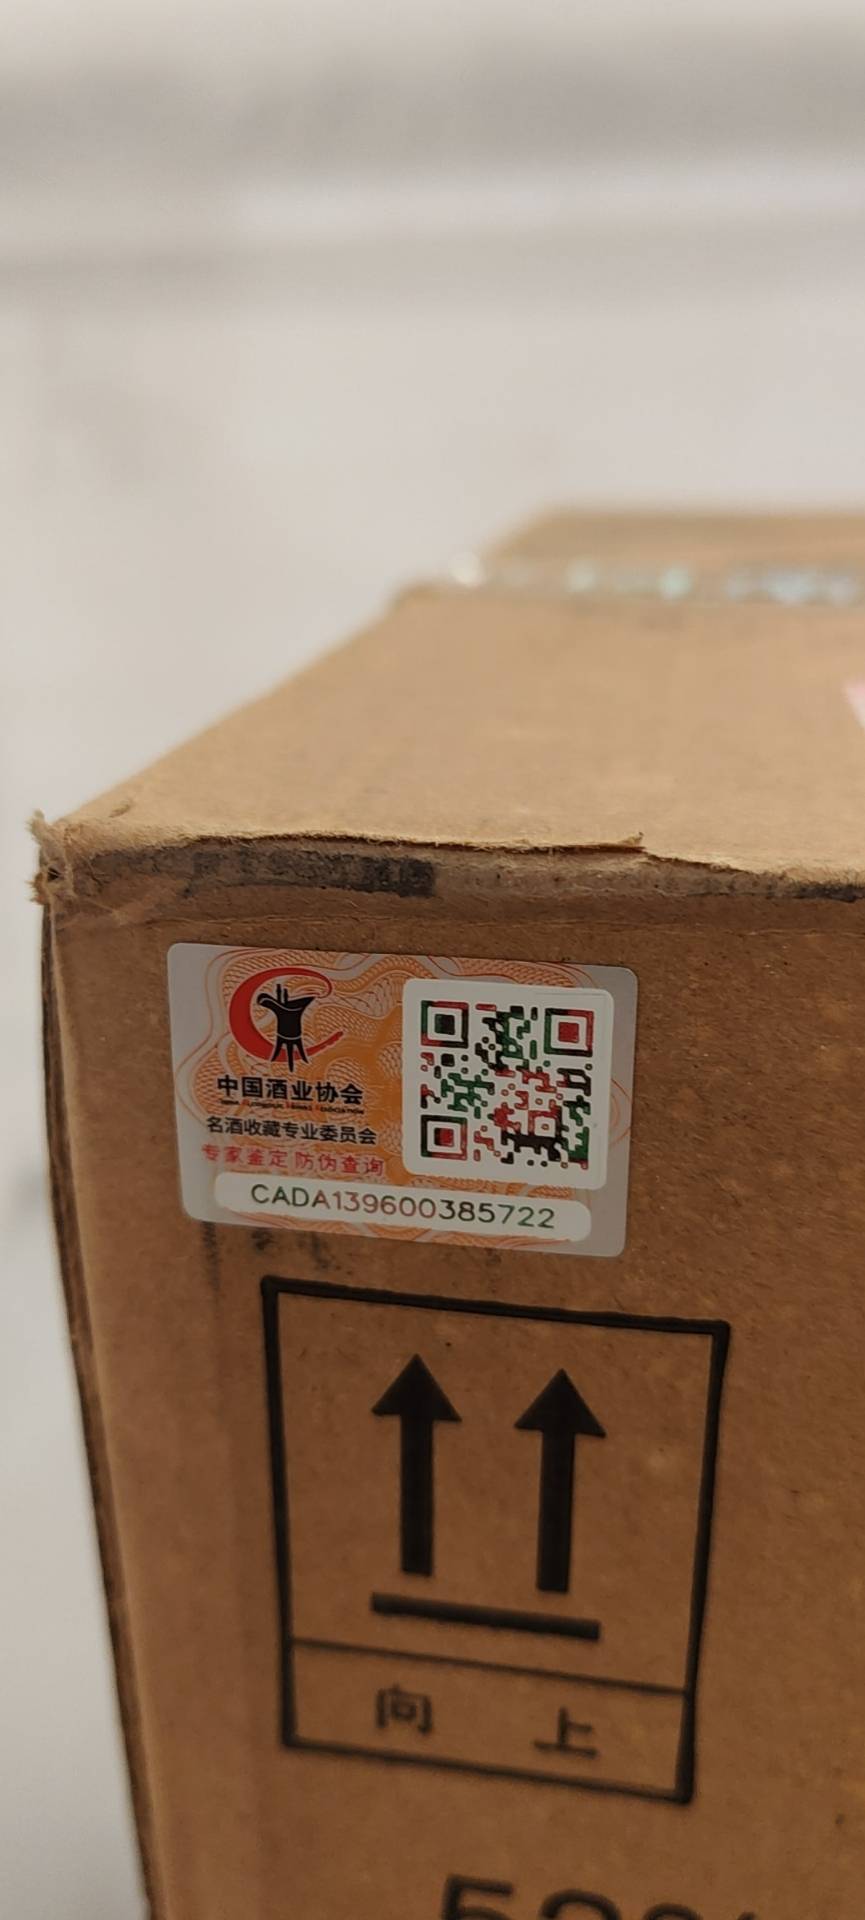 中国酒业协会
名酒收藏专业委员会
专家鉴定 防伪查询
CADA139600385722
向 上